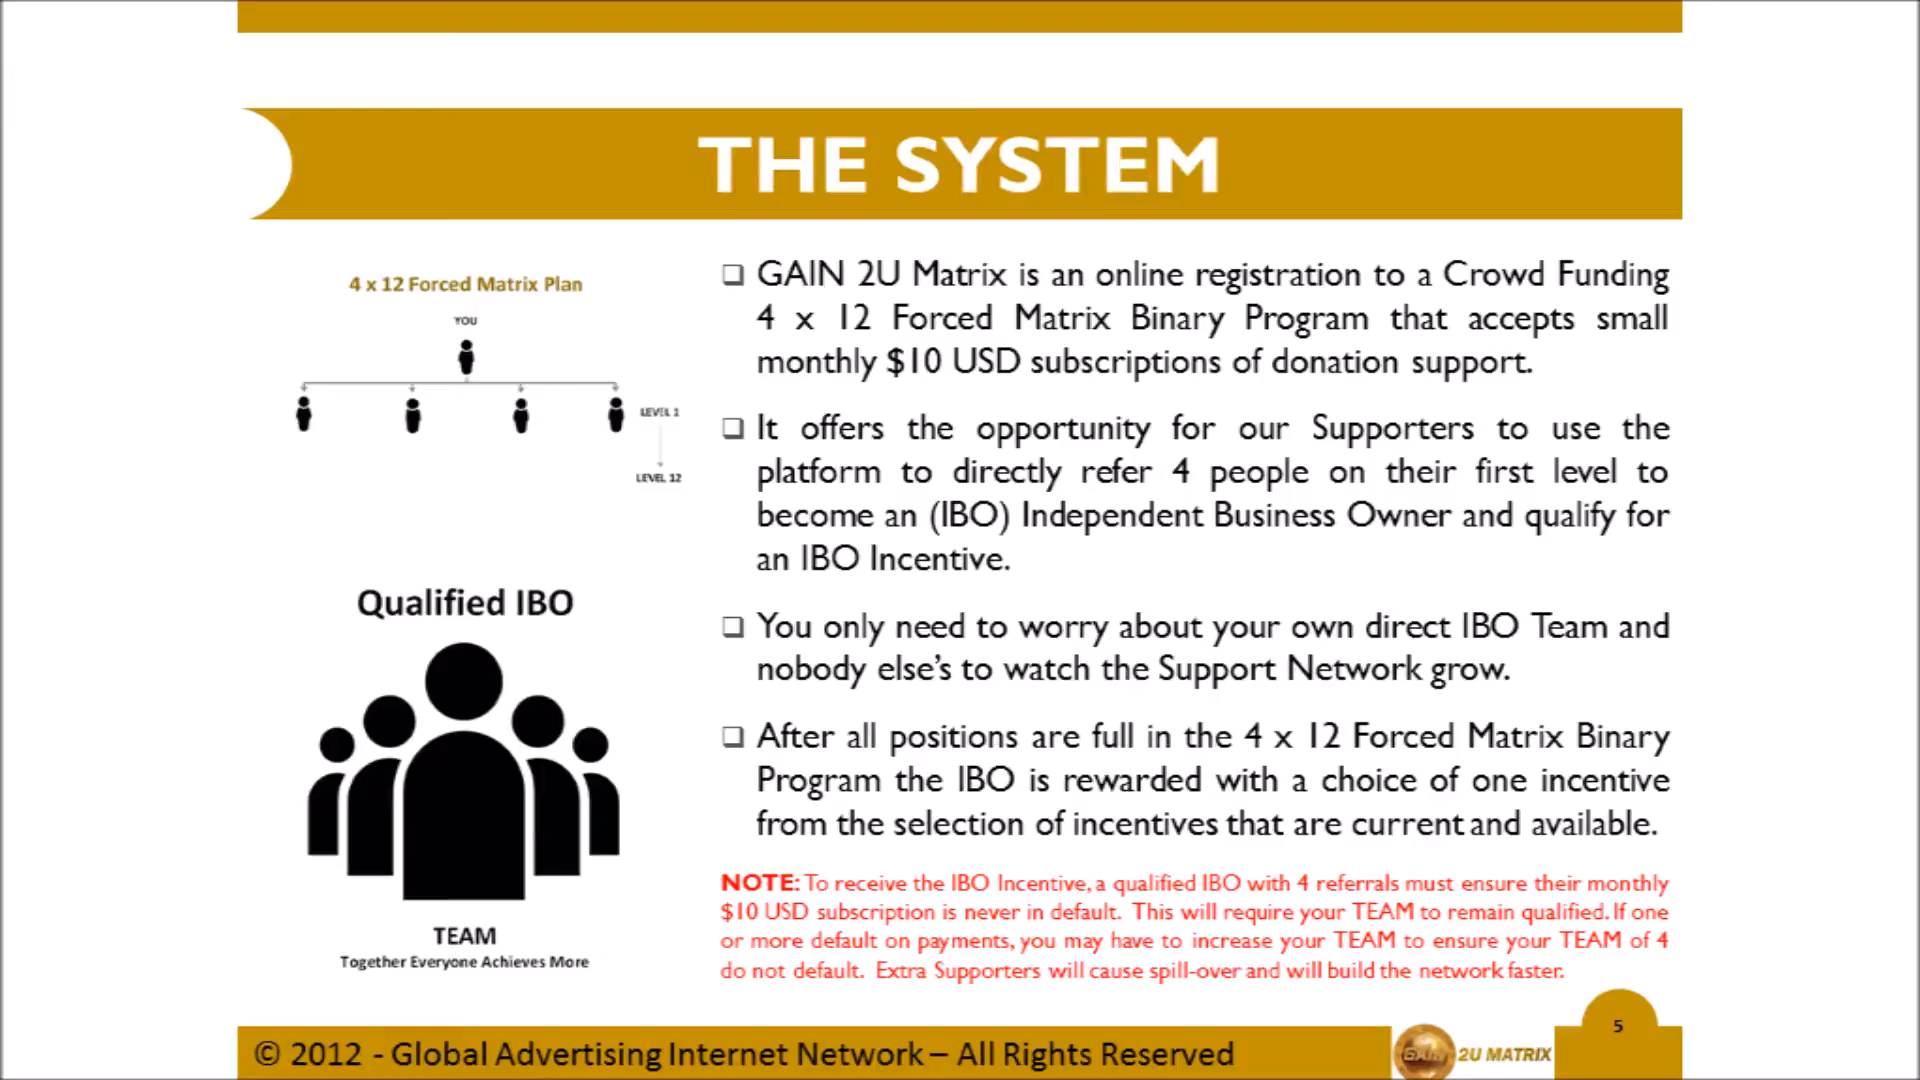 THE SYSTEM
4 x 12 Forced Matrix Plan
YOU
LEVEL 1
LEVEL 12
Qualified IBO
TEAM
Together Everyone Achieves More
GAIN 2U Matrix is an online registration to a Crowd Funding
4 x 12 Forced Matrix Binary Program that accepts small
monthly $10 USD subscriptions of donation support.
It offers the opportunity for our Supporters to use the
platform to directly refer 4 people on their first level to
become an (IBO) Independent Business Owner and qualify for
an IBO Incentive.
You only need to worry about your own direct IBO Team and
nobody else's to watch the Support Network grow.
After all positions are full in the 4 x 12 Forced Matrix Binary
Program the IBO is rewarded with a choice of one incentive
from the selection of incentives that are current and available.
NOTE: To receive the IBO Incentive, a qualified IBO with 4 referrals must ensure their monthly
$10 USD subscription is never in default. This will require your TEAM to remain qualified. If one
or more default on payments, you may have to increase your TEAM to ensure your TEAM of 4
do not default. Extra Supporters will cause spill-over and will build the network faster.
© 2012 - Global Advertising Internet Network – All Rights Reserved
GAIN 2U MATRIX
5